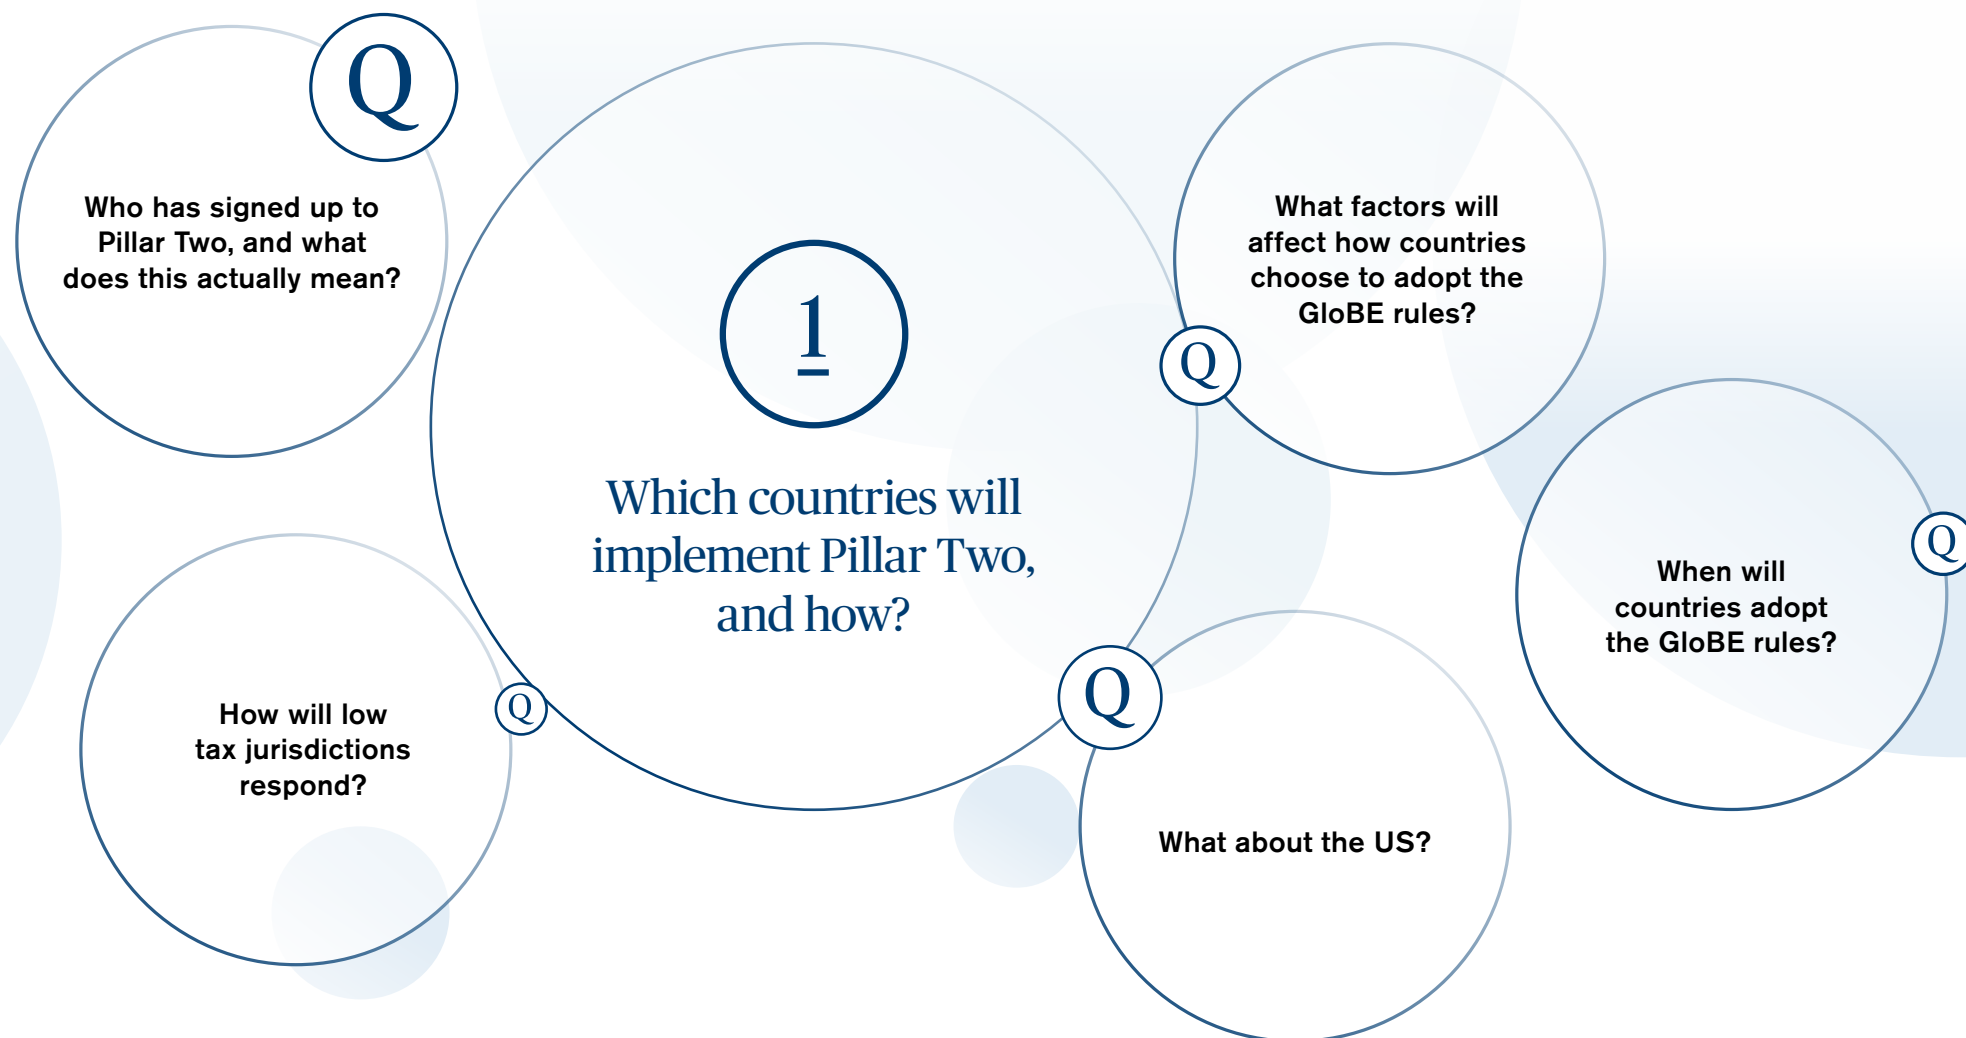 Q
Who has signed up to
Pillar Two, and what
does this actually mean?
1
Which countries will
implement Pillar Two,
and how?
Q
What factors will
affect how countries
choose to adopt the
GloBE rules?
Q
When will
countries adopt
the GloBE rules?
Q
How will low
tax jurisdictions
respond?
Q
What about the US?